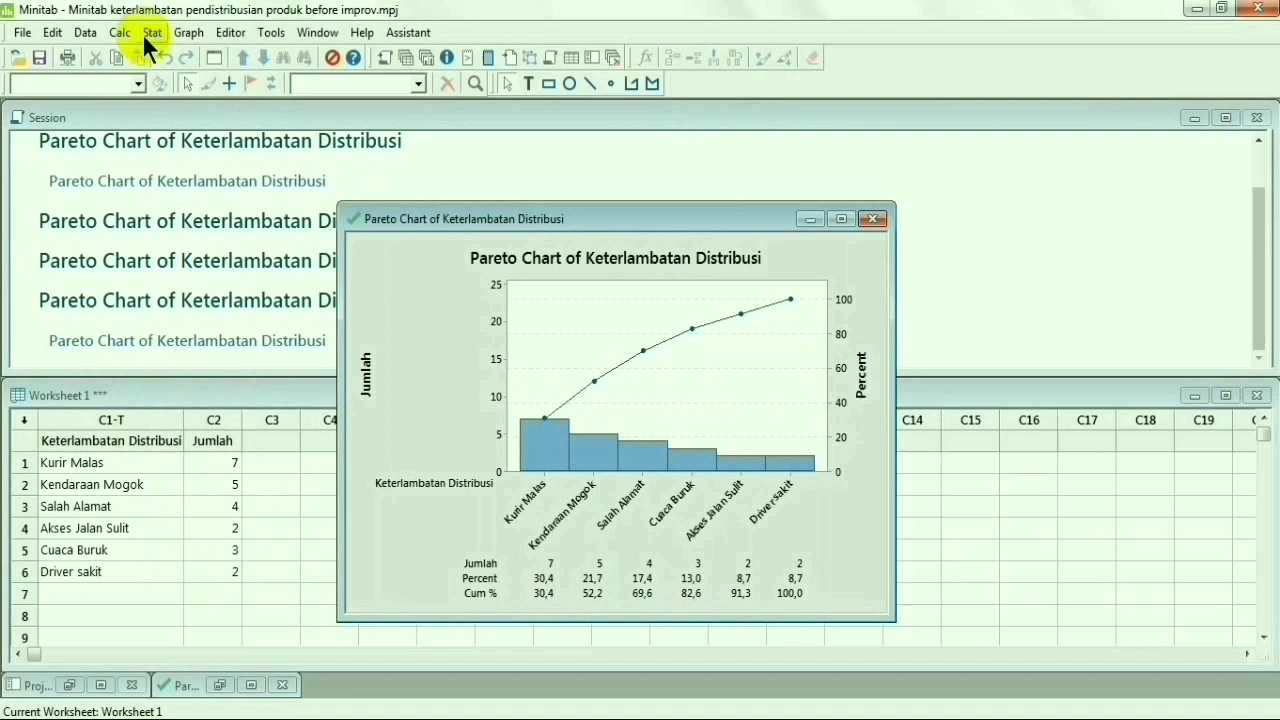 Minitab - Minitab keterlambatan pendistribusian produk before improv.mpj
File Edit Data Calc Stat Graph Editor Tools Window Help Assistant
Session
Pareto Chart of Keterlambatan Distribusi
Pareto Chart of Keterlambatan Distribusi
Pareto Chart of Keterlambatan Di
Pareto Chart of Keterlambatan Di
Pareto Chart of Keterlambatan Di
Pareto Chart of Keterlambatan Distribusi
Pareto Chart of Keterlambatan Distribusi
Pareto Chart of Keterlambatan Distribusi
25
20
15
10
5
0
Jumlah
100
80
60
40
20
0
Percent
Keterlambatan Distribusi
Kurir Malas
Kendaraan Mogok
Salah Alamat
Cuaca Buruk
Akses Jalan Sulit
Driver sakit
Jumlah 7 5 4 3 2 2
Percent 30,4 21,7 17,4 13,0 8,7 8,7
Cum % 30,4 52,2 69,6 82,6 91,3 100,0
Worksheet 1 ***
C1-T C2 C3 C4 C14 C15 C16 C17 C18 C19
Keterlambatan Distribusi Jumlah
1 Kurir Malas 7
2 Kendaraan Mogok 5
3 Salah Alamat 4
4 Akses Jalan Sulit 2
5 Cuaca Buruk 3
6 Driver sakit 2
7
8
9
Proj... Par...
Current Worksheet: Worksheet 1